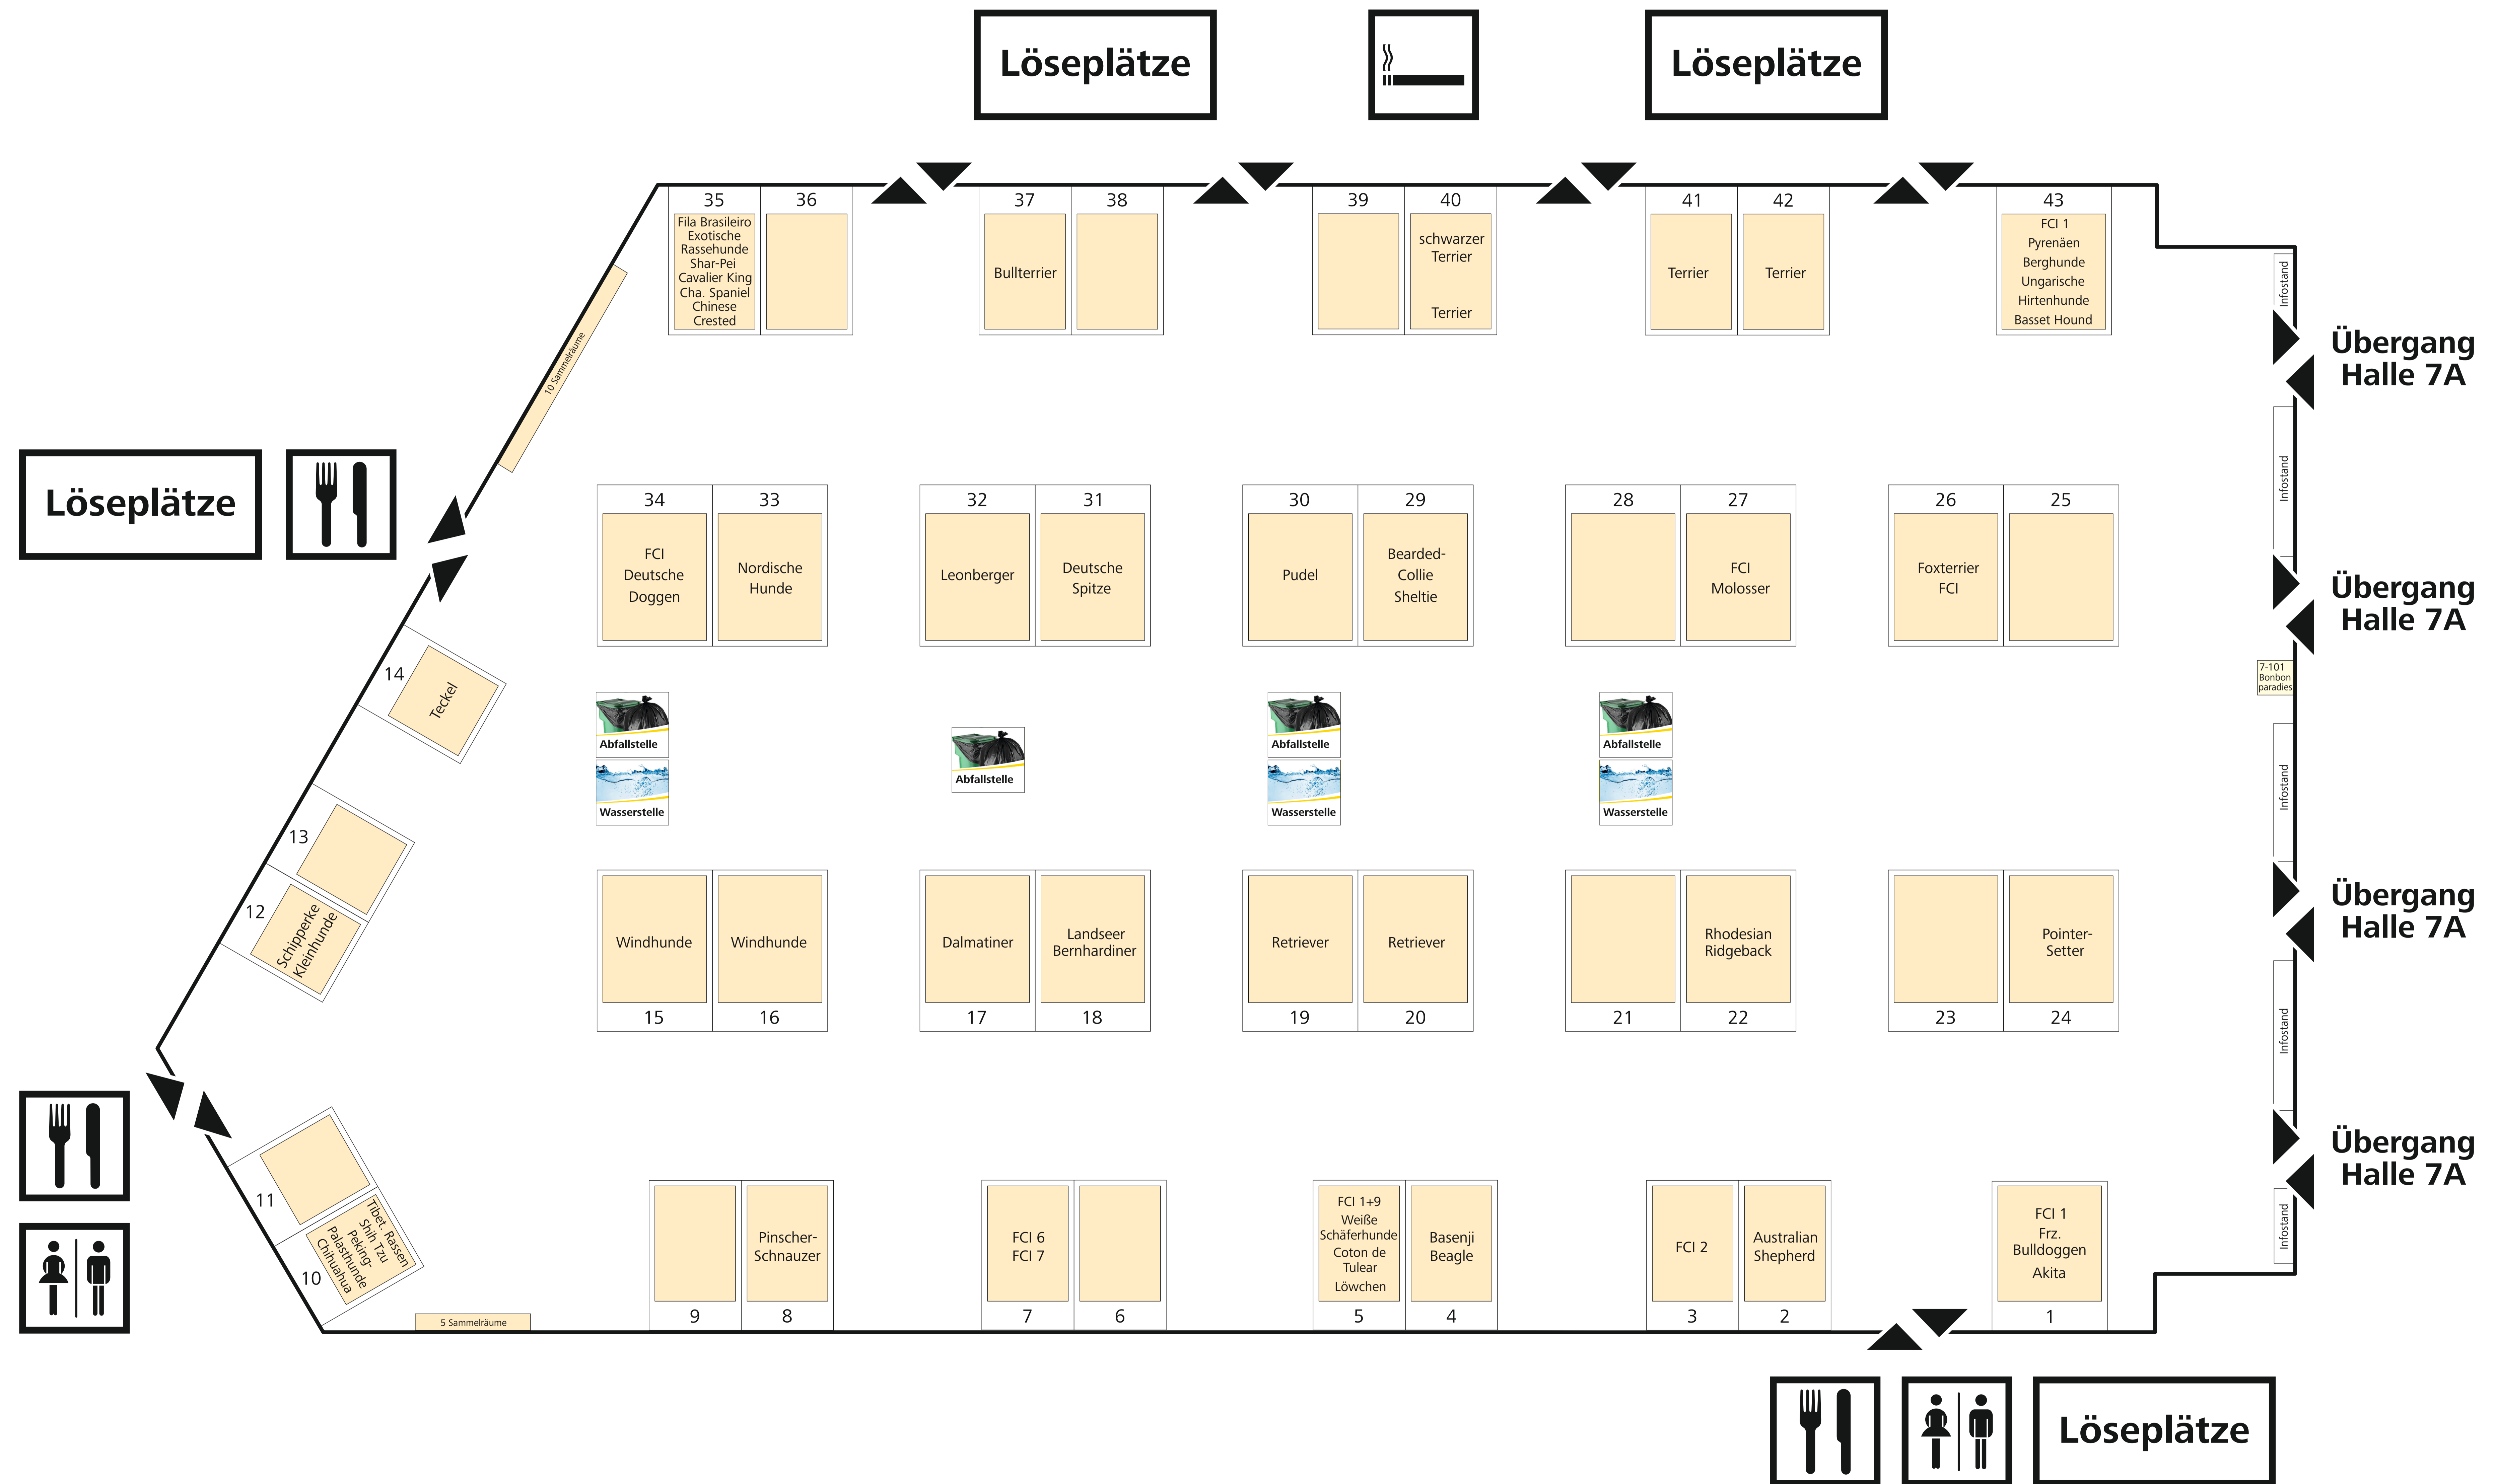 Löseplätze
Löseplätze
35
36
37
38
39
40
41
42
43
Fila Brasileiro
Exotische
Rassehunde
Shar-Pei
Cavalier King
Cha. Spaniel
Chinese
Crested
Bullterrier
schwarzer
Terrier
Terrier
Terrier
Terrier
FCI 1
Pyrenäen
Berghunde
Ungarische
Hirtenhunde
Basset Hound
Infostand
Übergang
Halle 7A
10 Sammelräume
Löseplätze
34
33
32
31
30
29
28
27
26
25
FCI
Deutsche
Doggen
Nordische
Hunde
Leonberger
Deutsche
Spitze
Pudel
Bearded-
Collie
Sheltie
FCI
Molosser
Foxterrier
FCI
Infostand
Übergang
Halle 7A
7-101
Bonbon
paradies
14
Teckel
Abfallstelle
Wasserstelle
Abfallstelle
Abfallstelle
Wasserstelle
Abfallstelle
Wasserstelle
Infostand
13
12
Schipperke
Kleinhunde
Windhunde
Windhunde
Dalmatiner
Landseer
Bernhardiner
Retriever
Retriever
Rhodesian
Ridgeback
Pointer-
Setter
15
16
17
18
19
20
21
22
23
24
Übergang
Halle 7A
Infostand
Übergang
Halle 7A
Infostand
11
10
Tibet. Rassen
Shih Tzu
Peking-
Palasthunde
Chihuahua
5 Sammelräume
Pinscher-
Schnauzer
FCI 6
FCI 7
FCI 1+9
Weiße
Schäferhunde
Coton de
Tulear
Löwchen
Basenji
Beagle
FCI 2
Australian
Shepherd
FCI 1
Frz.
Bulldoggen
Akita
9
8
7
6
5
4
3
2
1
Löseplätze